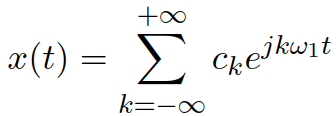 x(t) = \sum_{k=-\infty}^{+\infty} c_k e^{jk\omega_1 t}